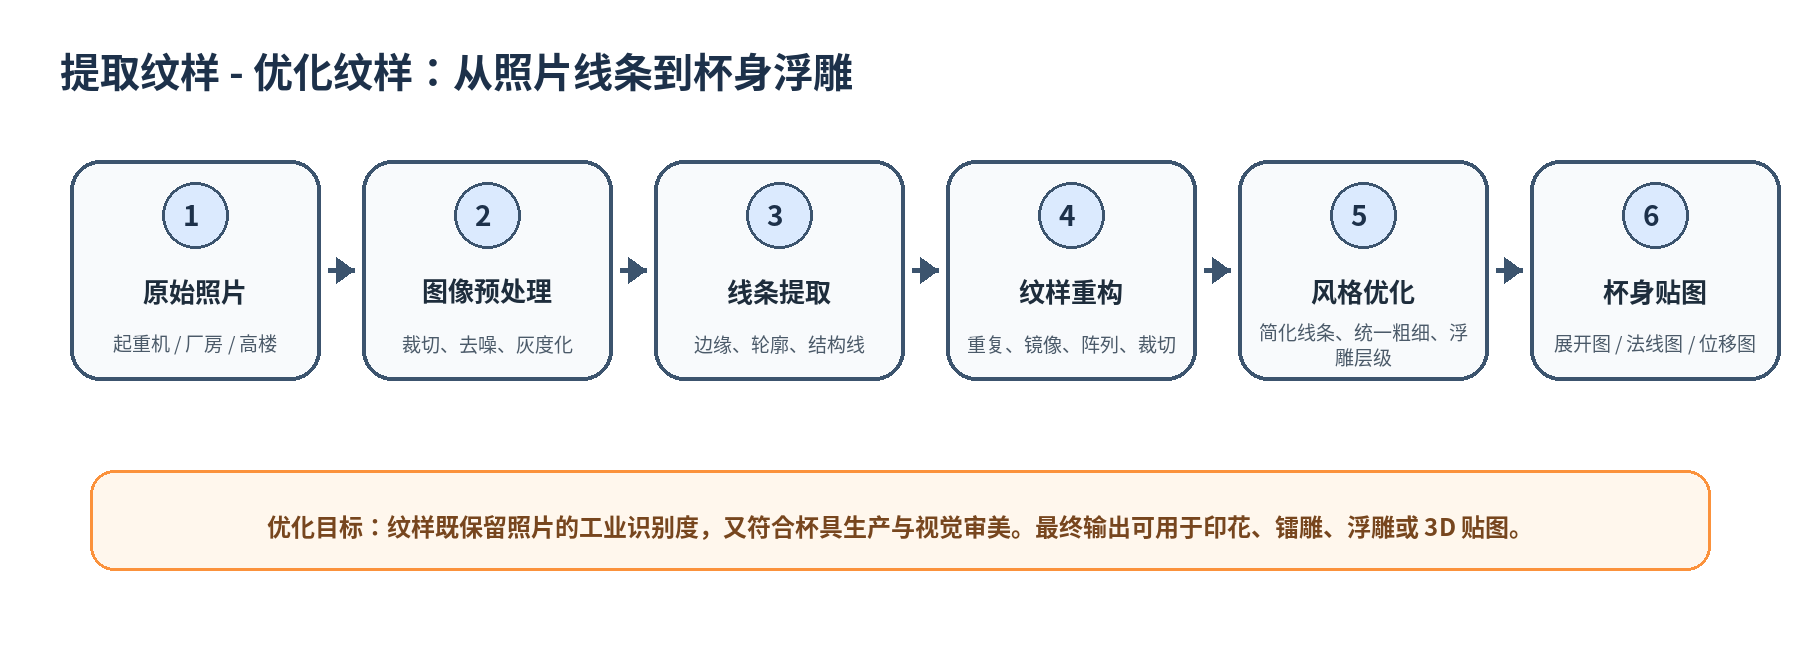 提取纹样 - 优化纹样：从照片线条到杯身浮雕
1
原始照片
起重机 / 厂房 / 高楼
2
图像预处理
裁切、去噪、灰度化
3
线条提取
边缘、轮廓、结构线
4
纹样重构
重复、镜像、阵列、裁切
5
风格优化
简化线条、统一粗细、浮
雕层级
6
杯身贴图
展开图 / 法线图 / 位移图
优化目标：纹样既保留照片的工业识别度，又符合杯具生产与视觉审美。最终输出可用于印花、镭雕、浮雕或 3D 贴图。